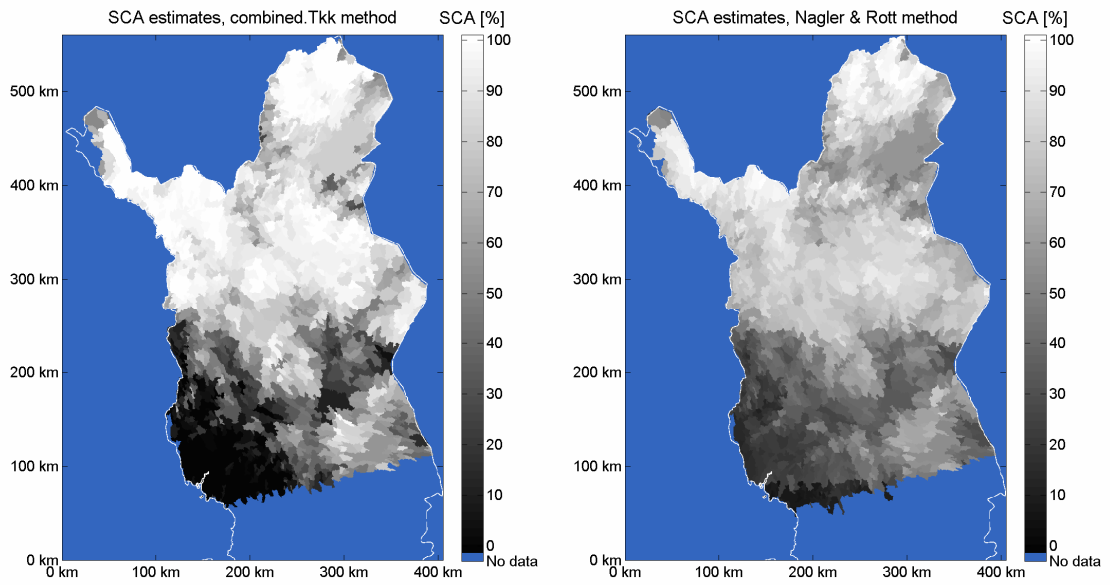 SCA estimates, combined.Tkk method
SCA [%]
SCA estimates, Nagler & Rott method
SCA [%]
500 km
400 km
300 km
200 km
100 km
0 km
0 km
100 km
200 km
300 km
400 km
100
90
80
70
60
50
40
30
20
10
0
No data
500 km
400 km
300 km
200 km
100 km
0 km
0 km
100 km
200 km
300 km
400 km
100
90
80
70
60
50
40
30
20
10
0
No data